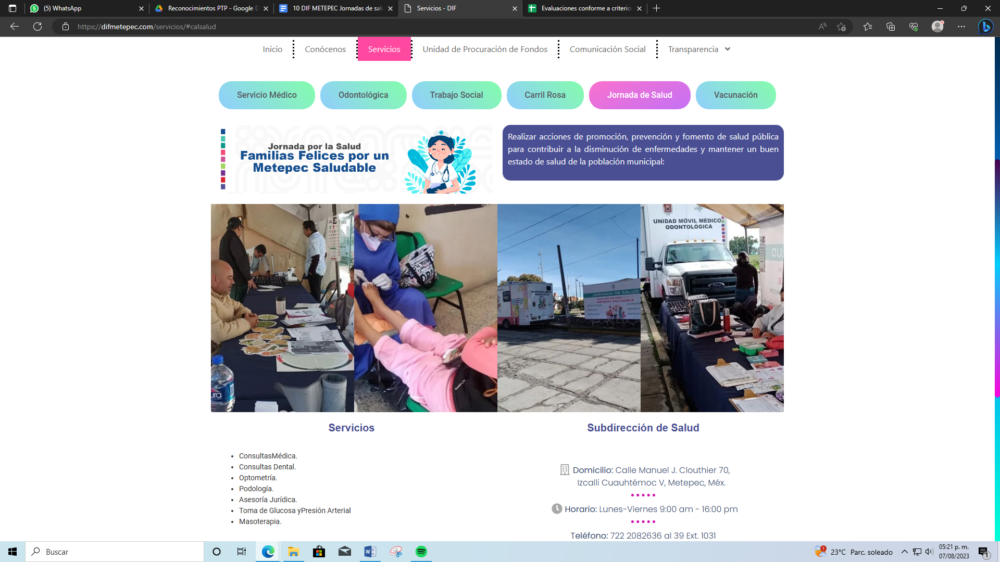 (5) WhatsApp
Reconocimientos PTP - Google D
10 DIF METEPEC Jornadas de salu
Servicios - DIF
Evaluaciones conforme a criterio
https://difmetepec.com/servicios/#calsalud
Inicio
Conócenos
Servicios
Unidad de Procuración de Fondos
Comunicación Social
Transparencia
Servicio Médico
Odontológica
Trabajo Social
Carril Rosa
Jornada de Salud
Vacunación
Jornada por la Salud
Familias Felices por un
Metepec Saludable
Realizar acciones de promoción, prevención y fomento de salud pública
para contribuir a la disminución de enfermedades y mantener un buen
estado de salud de la población municipal:
JORNADA DE SALUD
METEPEC SALUDABLE
DIF
UNIDAD MÓVIL MÉDICO
ODONTOLÓGICA
Ford
Servicios
ConsultasMédica.
Consultas Dental.
Optometría.
Podología.
Asesoría Jurídica.
Toma de Glucosa yPresión Arterial
Masoterapia.
Subdirección de Salud
Domicilio: Calle Manuel J. Clouthier 70,
Izcalli Cuauhtémoc V, Metepec, Méx.
Horario: Lunes-Viernes 9:00 am - 16:00 pm
Teléfono: 722 2082636 al 39 Ext. 1031
Buscar
23°C Parc. soleado
05:21 p. m.
07/08/2023